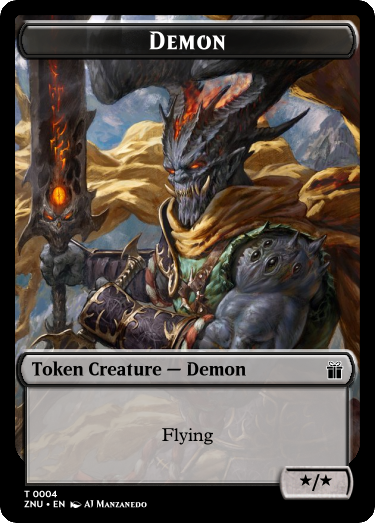 Demon
Token Creature — Demon
Flying
★/★
T 0004
ZNU • EN AJ Manzanedo